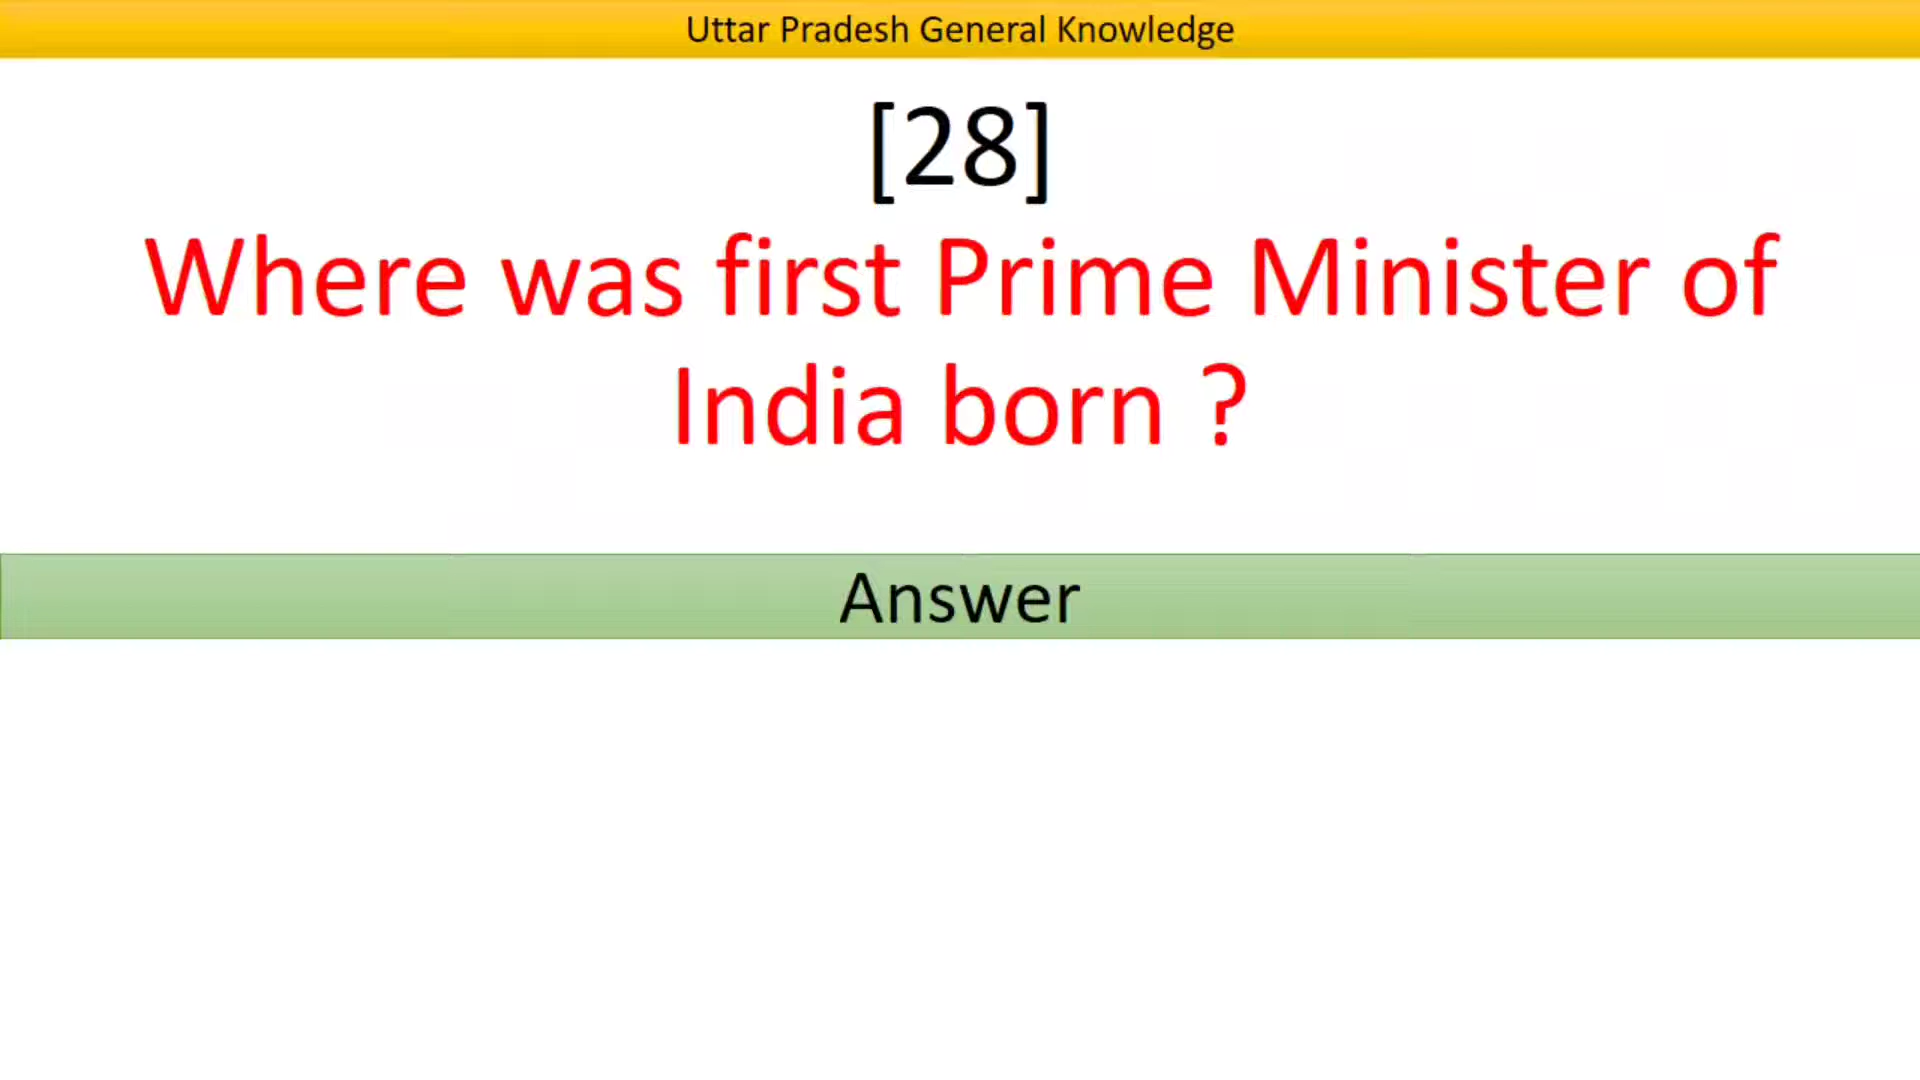 Uttar Pradesh General Knowledge
[28]
Where was first Prime Minister of
India born ?
Answer